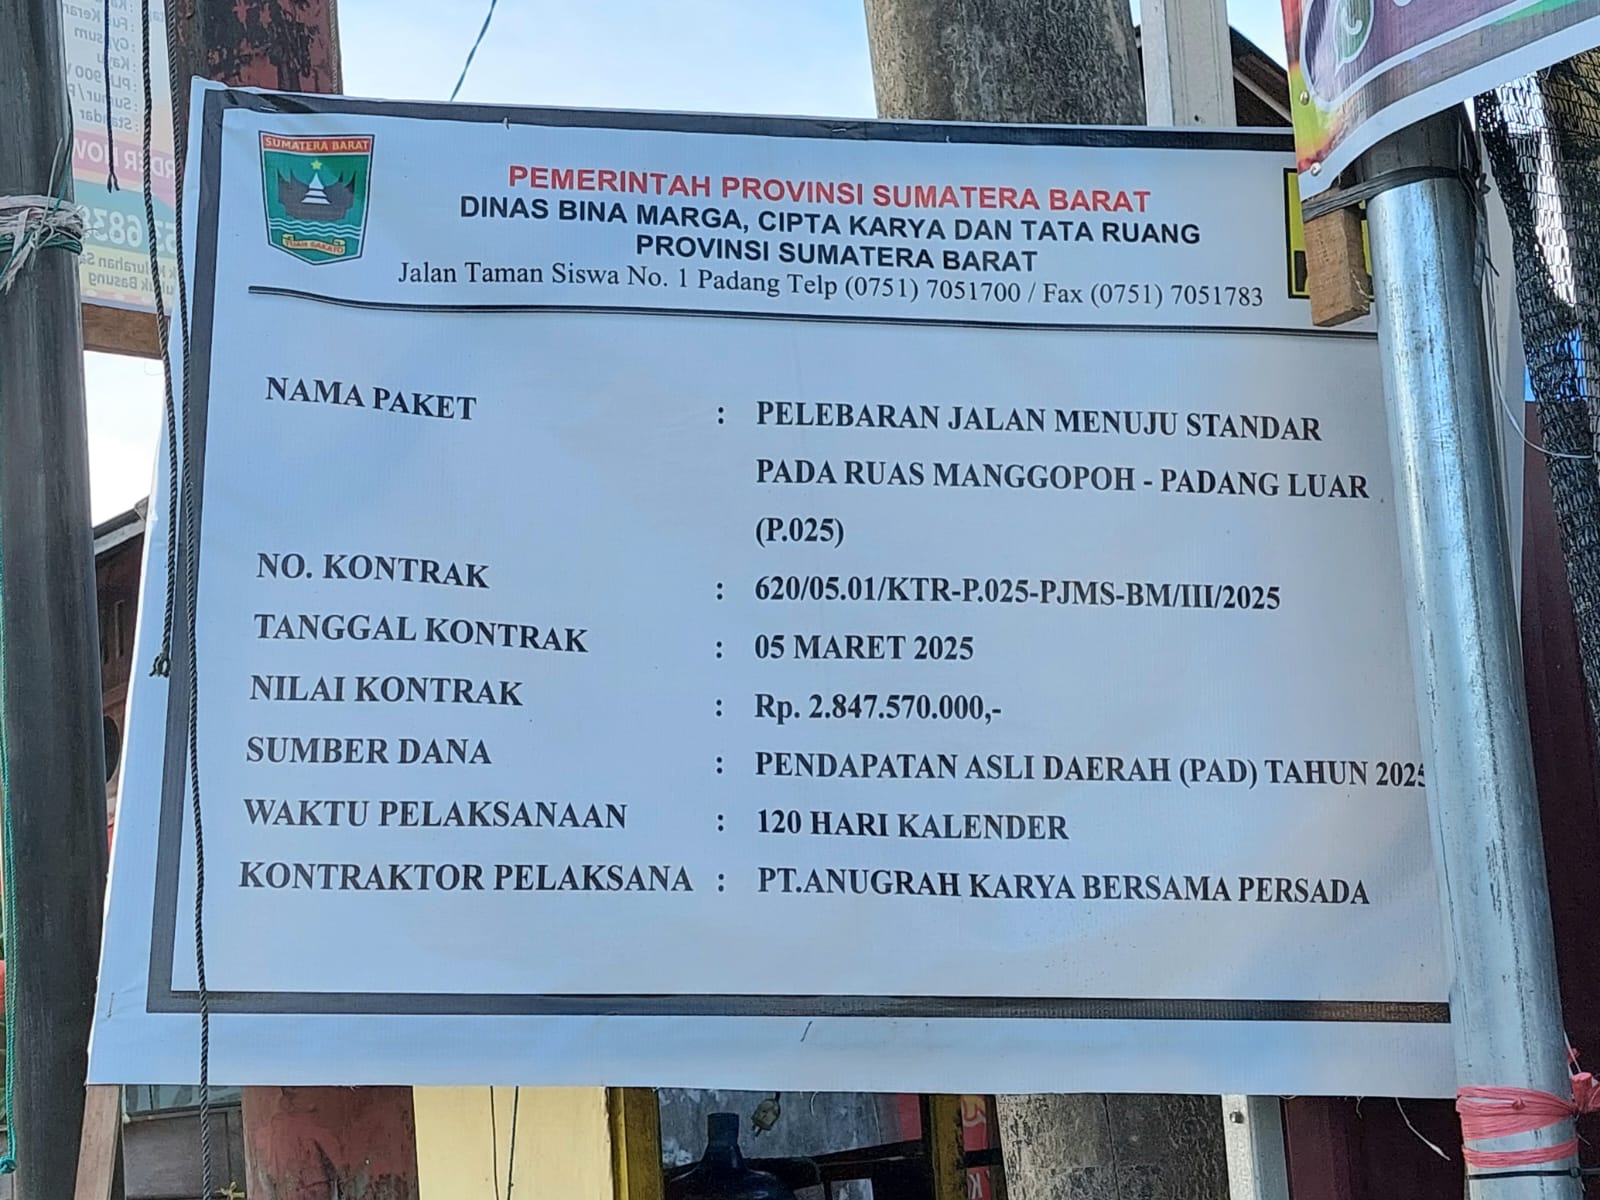 SUMATERA BARAT
TUAH SAKATO
PEMERINTAH PROVINSI SUMATERA BARAT
DINAS BINA MARGA, CIPTA KARYA DAN TATA RUANG
PROVINSI SUMATERA BARAT
Jalan Taman Siswa No. 1 Padang Telp (0751) 7051700 / Fax (0751) 7051783
NAMA PAKET : PELEBARAN JALAN MENUJU STANDAR
PADA RUAS MANGGOPOH - PADANG LUAR
(P.025)
NO. KONTRAK : 620/05.01/KTR-P.025-PJMS-BM/III/2025
TANGGAL KONTRAK : 05 MARET 2025
NILAI KONTRAK : Rp. 2.847.570.000,-
SUMBER DANA : PENDAPATAN ASLI DAERAH (PAD) TAHUN 2025
WAKTU PELAKSANAAN : 120 HARI KALENDER
KONTRAKTOR PELAKSANA : PT.ANUGRAH KARYA BERSAMA PERSADA